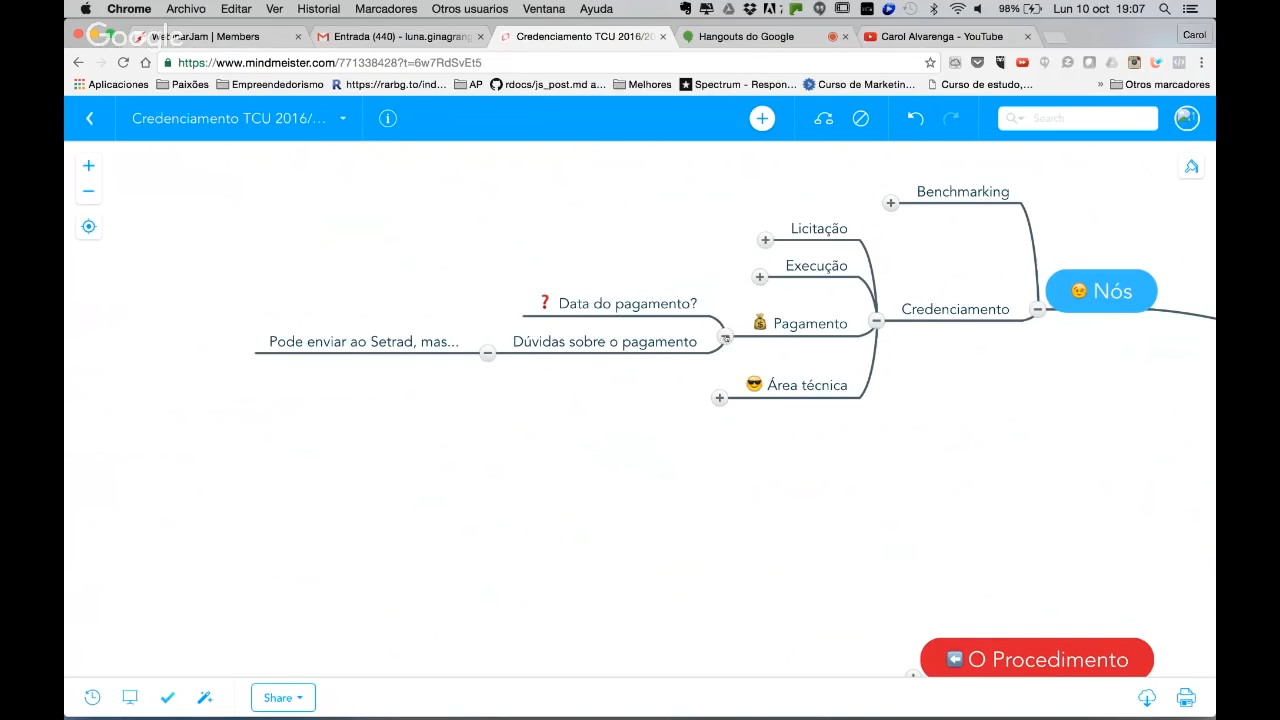 Chrome Archivo Editar Ver Historial Marcadores Otros usuarios Ventana Ayuda 98% Lun 10 oct 19:07
Google
Members Entrada (440) - luna.ginagran Credenciamento TCU 2016/20 Hangouts do Google Carol Alvarenga - YouTube Carol
https://www.mindmeister.com/771338428?t=6w7RdSvEt5
Aplicaciones Paixões Empreendedorismo https://rarbg.to/ind... AP rdocs/js_post.md a... Melhores Spectrum - Respon... Curso de Marketin... Curso de estudo,... » Otros marcadores
Credenciamento TCU 2016/... Search
Benchmarking
Licitação
Execução
Data do pagamento?
Nós
Credenciamento
Pagamento
Pode enviar ao Setrad, mas...
Dúvidas sobre o pagamento
Área técnica
O Procedimento
Share